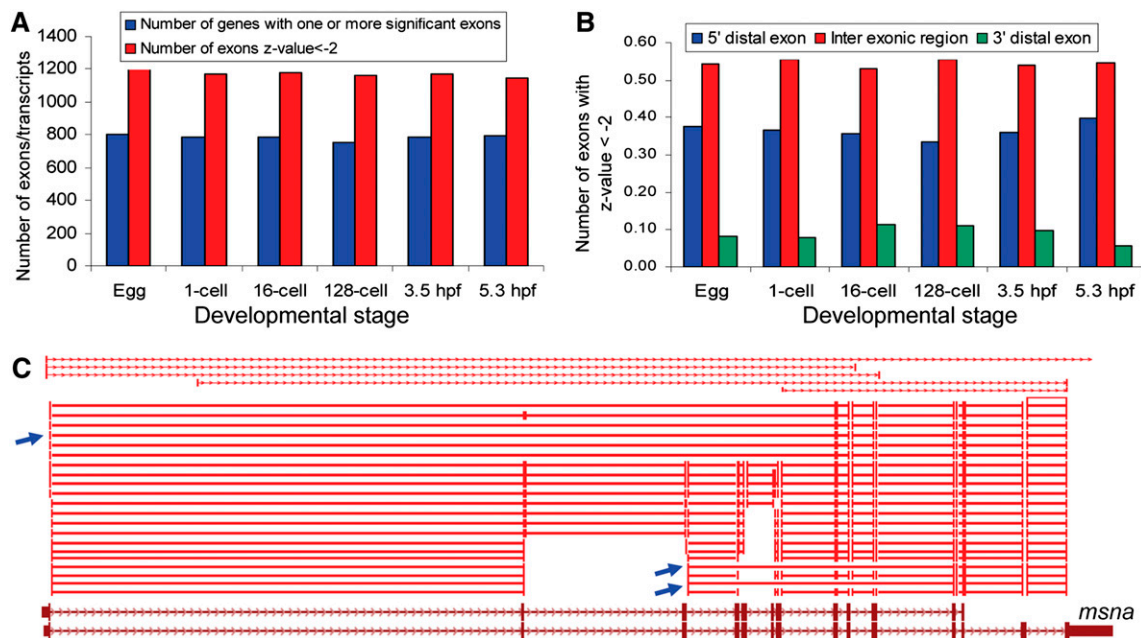 A
Number of genes with one or more significant exons
Number of exons z-value<-2
Number of exons/transcripts
1400
1200
1000
800
600
400
200
0
Egg
1-cell
16-cell
128-cell
3.5 hpf
5.3 hpf
Developmental stage
B
5' distal exon
Inter exonic region
3' distal exon
Number of exons with
z-value < -2
0.60
0.50
0.40
0.30
0.20
0.10
0.00
Egg
1-cell
16-cell
128-cell
3.5 hpf
5.3 hpf
Developmental stage
C
msna